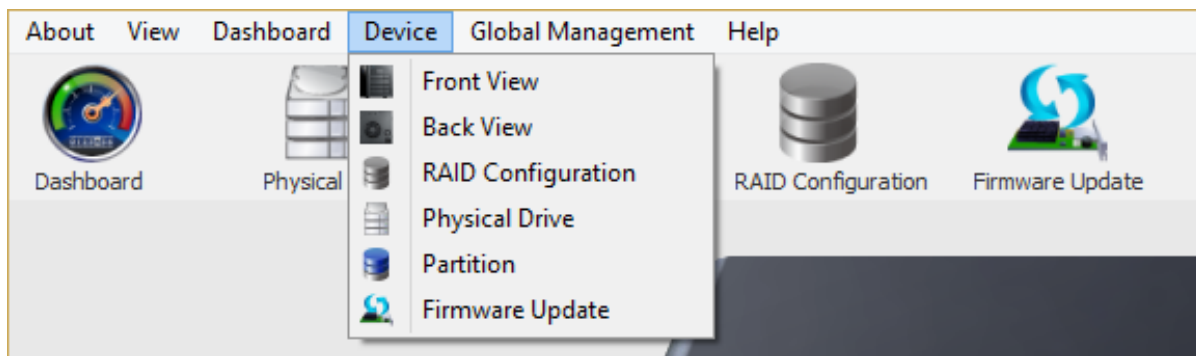 About View Dashboard Device Global Management Help
Front View
Back View
RAID Configuration
Physical Drive
Partition
Firmware Update
Dashboard
Physical
RAID Configuration
Firmware Update